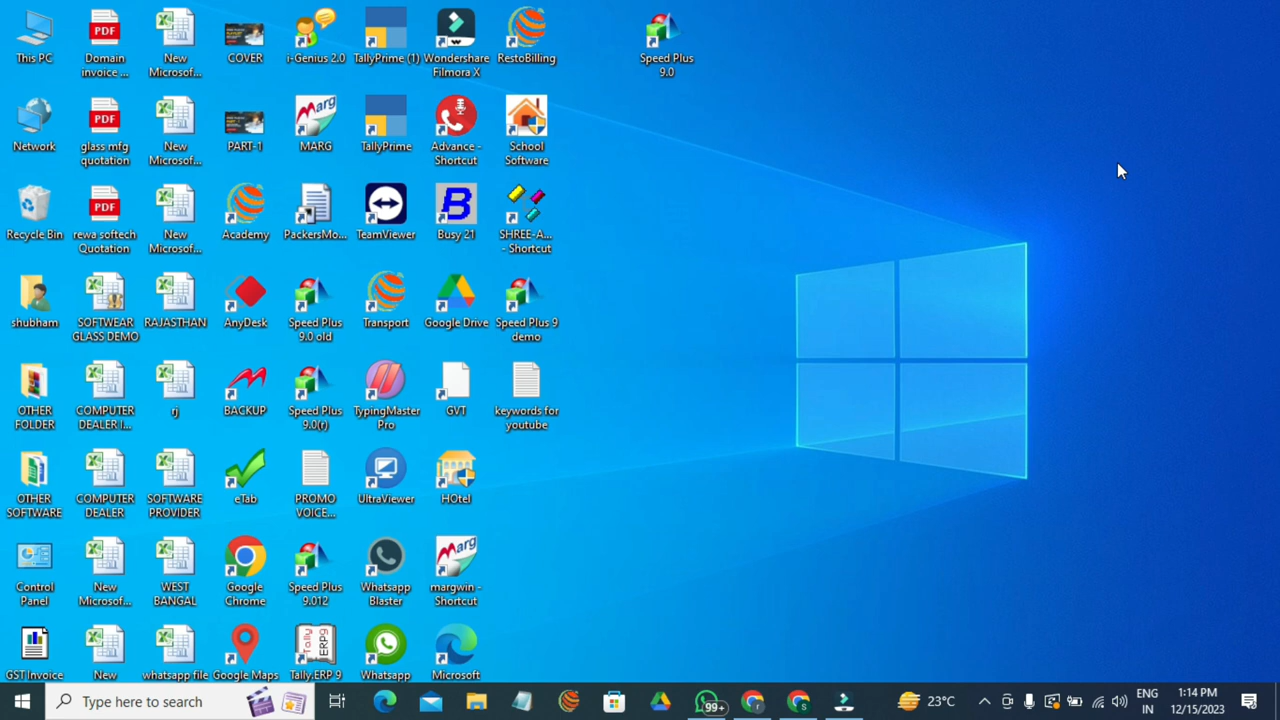 This PC
Domain
invoice ...
New
Microsof...
COVER
i-Genius 2.0
TallyPrime (1)
Wondershare
Filmora X
RestoBilling
Speed Plus
9.0
Network
glass mfg
quotation
New
Microsof...
PART-1
MARG
TallyPrime
Advance -
Shortcut
School
Software
Recycle Bin
rewa softech
Quotation
New
Microsof...
Academy
PackersMo...
TeamViewer
Busy 21
SHREE-A...
- Shortcut
shubham
SOFTWEAR
GLASS DEMO
RAJASTHAN
AnyDesk
Speed Plus
9.0 old
Transport
Google Drive
Speed Plus 9
demo
OTHER
FOLDER
COMPUTER
DEALER I...
rj
BACKUP
Speed Plus
9.0(r)
TypingMaster
Pro
GVT
keywords for
youtube
OTHER
SOFTWARE
COMPUTER
DEALER
SOFTWARE
PROVIDER
eTab
PROMO
VOICE...
UltraViewer
HOtel
Control
Panel
New
Microsof...
WEST
BANGAL
Google
Chrome
Speed Plus
9.012
Whatsapp
Blaster
margwin -
Shortcut
GST Invoice
New
whatsapp file
Google Maps
Tally.ERP 9
Whatsapp
Microsoft
Type here to search
99+
23°C
ENG
IN
1:14 PM
12/15/2023